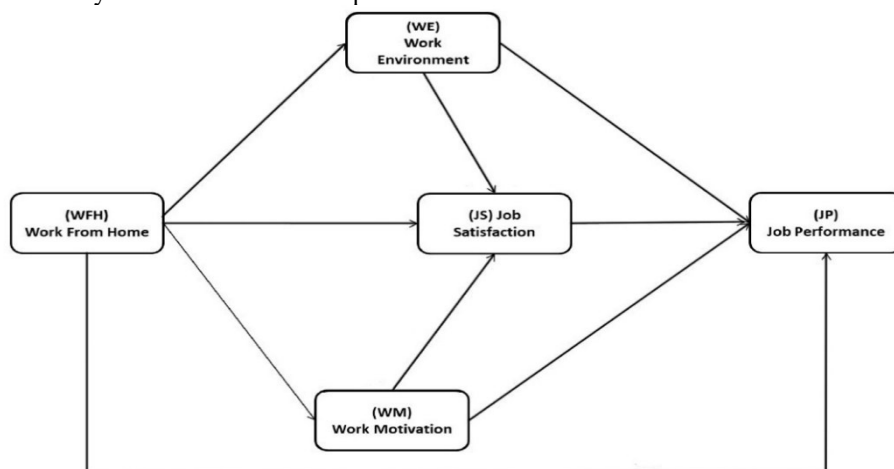 (WE)
Work
Environment
(WFH)
Work From Home
(JS) Job
Satisfaction
(JP)
Job Performance
(WM)
Work Motivation